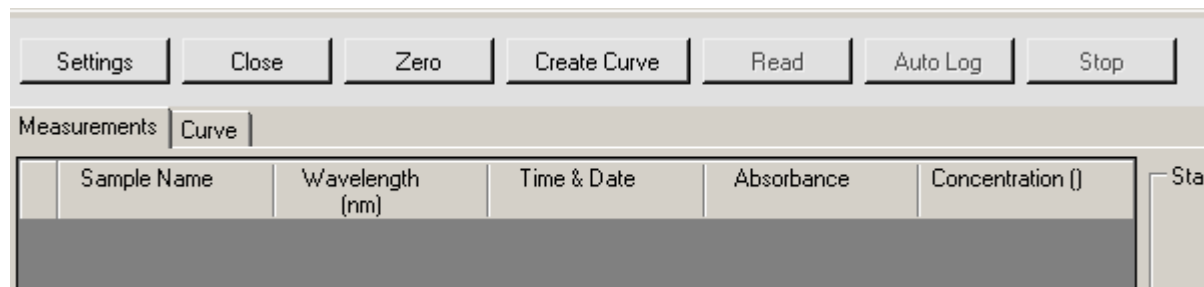 Settings Close Zero Create Curve Read Auto Log Stop
Measurements Curve
Sample Name Wavelength (nm) Time & Date Absorbance Concentration () Sta